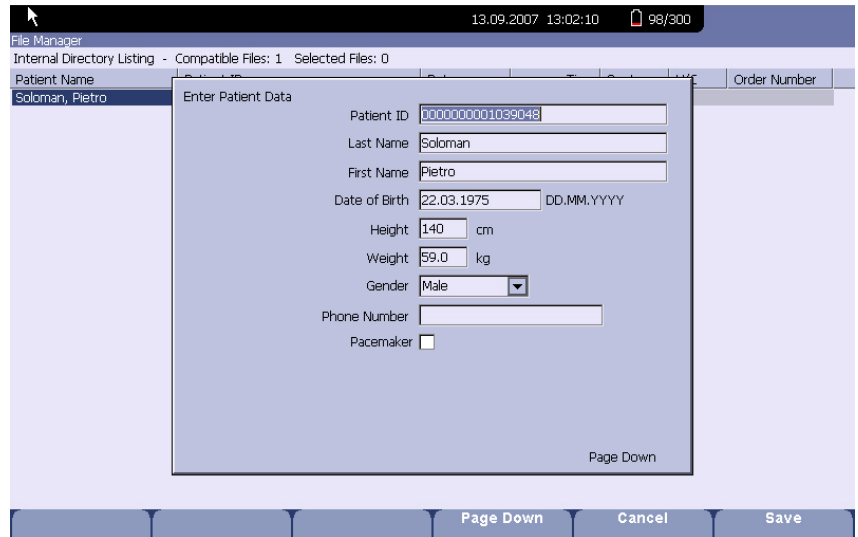 13.09.2007 13:02:10 98/300
File Manager
Internal Directory Listing - Compatible Files: 1 Selected Files: 0
Patient Name Order Number
Soloman, Pietro
Enter Patient Data
Patient ID 0000000001039048
Last Name Soloman
First Name Pietro
Date of Birth 22.03.1975 DD.MM.YYYY
Height 140 cm
Weight 59.0 kg
Gender Male
Phone Number
Pacemaker
Page Down
Page Down Cancel Save